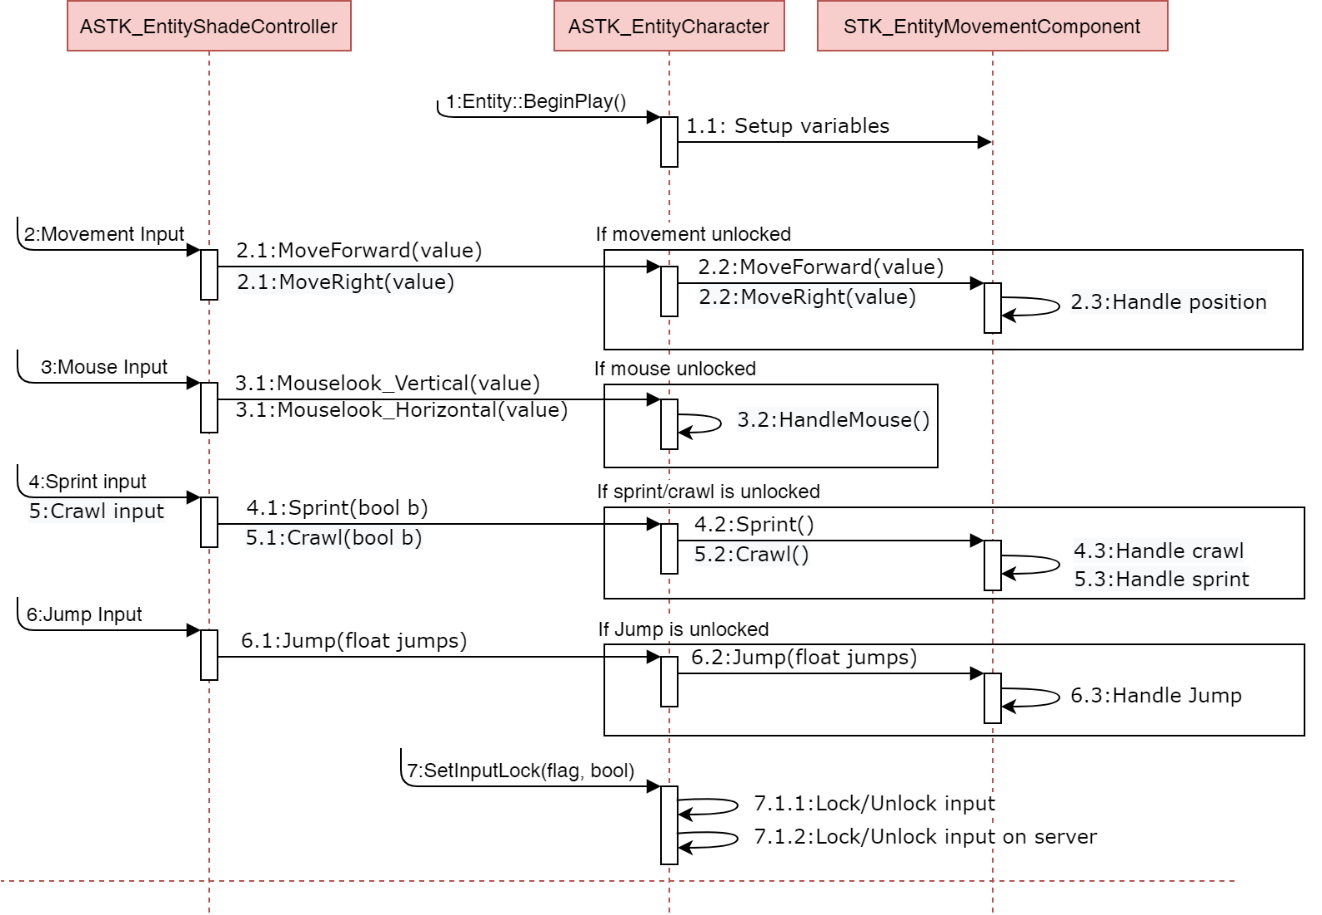 ASTK_EntityShadeController
ASTK_EntityCharacter
STK_EntityMovementComponent
1:Entity::BeginPlay()
1.1: Setup variables
2:Movement Input
2.1:MoveForward(value)
2.1:MoveRight(value)
If movement unlocked
2.2:MoveForward(value)
2.2:MoveRight(value)
2.3:Handle position
3:Mouse Input
3.1:Mouselook_Vertical(value)
3.1:Mouselook_Horizontal(value)
If mouse unlocked
3.2:HandleMouse()
4:Sprint input
5:Crawl input
4.1:Sprint(bool b)
5.1:Crawl(bool b)
If sprint/crawl is unlocked
4.2:Sprint()
5.2:Crawl()
4.3:Handle crawl
5.3:Handle sprint
6:Jump Input
6.1:Jump(float jumps)
If Jump is unlocked
6.2:Jump(float jumps)
6.3:Handle Jump
7:SetInputLock(flag, bool)
7.1.1:Lock/Unlock input
7.1.2:Lock/Unlock input on server